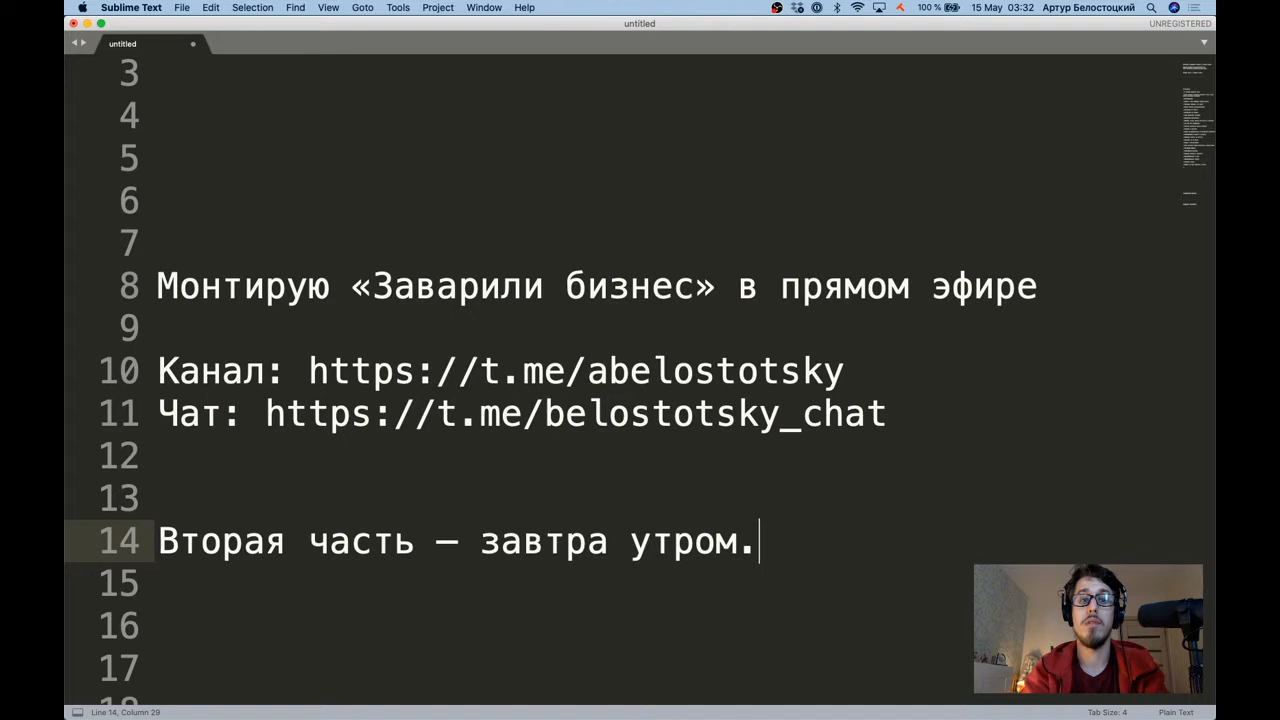 Sublime Text File Edit Selection Find View Goto Tools Project Window Help 100 % 15 May 03:32 Артур Белостоцкий
untitled UNREGISTERED
untitled
3
4
5
6
7
8 Монтирую «Заварили бизнес» в прямом эфире
9
10 Канал: https://t.me/abelostotsky
11 Чат: https://t.me/belostotsky_chat
12
13
14 Вторая часть — завтра утром.
15
16
17
Line 14, Column 29 Tab Size: 4 Plain Text